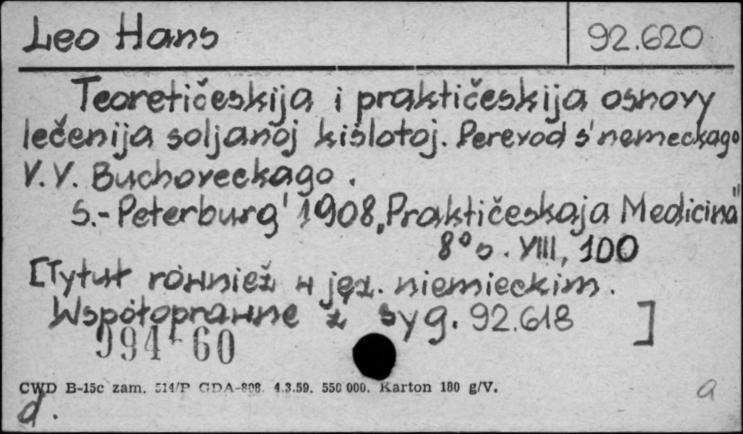 Leo Hans
92.620
Teoretičeskija i praktičeskija osnovy
lečenija soljanoj kislotoj. Perevod s' nemeckago
V. V. Buchoveckago.
S.-Peterburg' 1908, "Praktičeskaja Medicina"
8° s. VIII, 100
[Tytuł również w jęz. niemieckim.
Współoprawne z syg. 92.618 ]
994-60
CWD B-15c zam. 514/P GDA-808. 4.3.59. 550 000. Karton 180 g/V.
a
d.